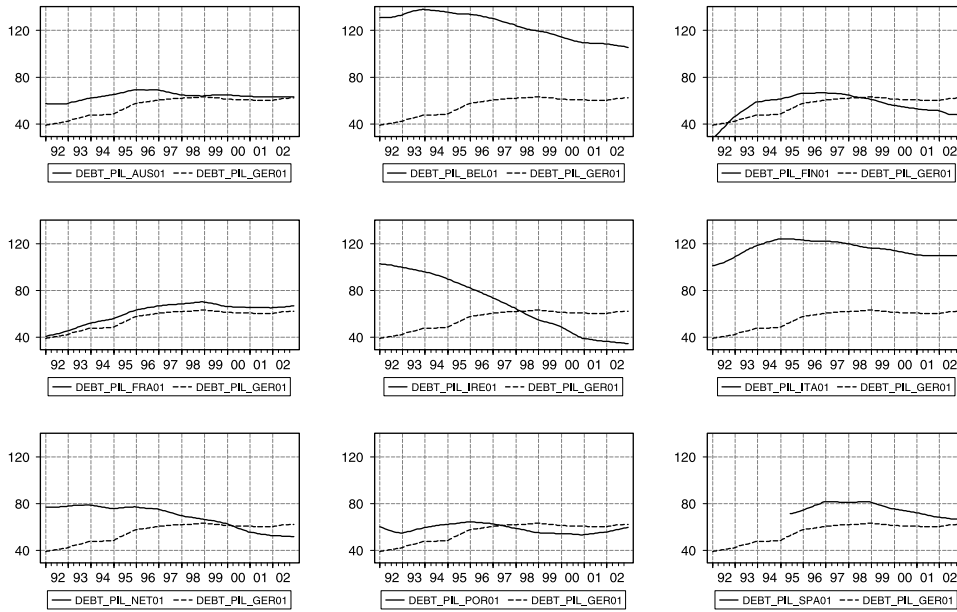 120
80
40
92 93 94 95 96 97 98 99 00 01 02
DEBT_PIL_AUS01 DEBT_PIL_GER01
120
80
40
92 93 94 95 96 97 98 99 00 01 02
DEBT_PIL_BEL01 DEBT_PIL_GER01
120
80
40
92 93 94 95 96 97 98 99 00 01 02
DEBT_PIL_FIN01 DEBT_PIL_GER01
120
80
40
92 93 94 95 96 97 98 99 00 01 02
DEBT_PIL_FRA01 DEBT_PIL_GER01
120
80
40
92 93 94 95 96 97 98 99 00 01 02
DEBT_PIL_IRE01 DEBT_PIL_GER01
120
80
40
92 93 94 95 96 97 98 99 00 01 02
DEBT_PIL_ITA01 DEBT_PIL_GER01
120
80
40
92 93 94 95 96 97 98 99 00 01 02
DEBT_PIL_NET01 DEBT_PIL_GER01
120
80
40
92 93 94 95 96 97 98 99 00 01 02
DEBT_PIL_POR01 DEBT_PIL_GER01
120
80
40
92 93 94 95 96 97 98 99 00 01 02
DEBT_PIL_SPA01 DEBT_PIL_GER01